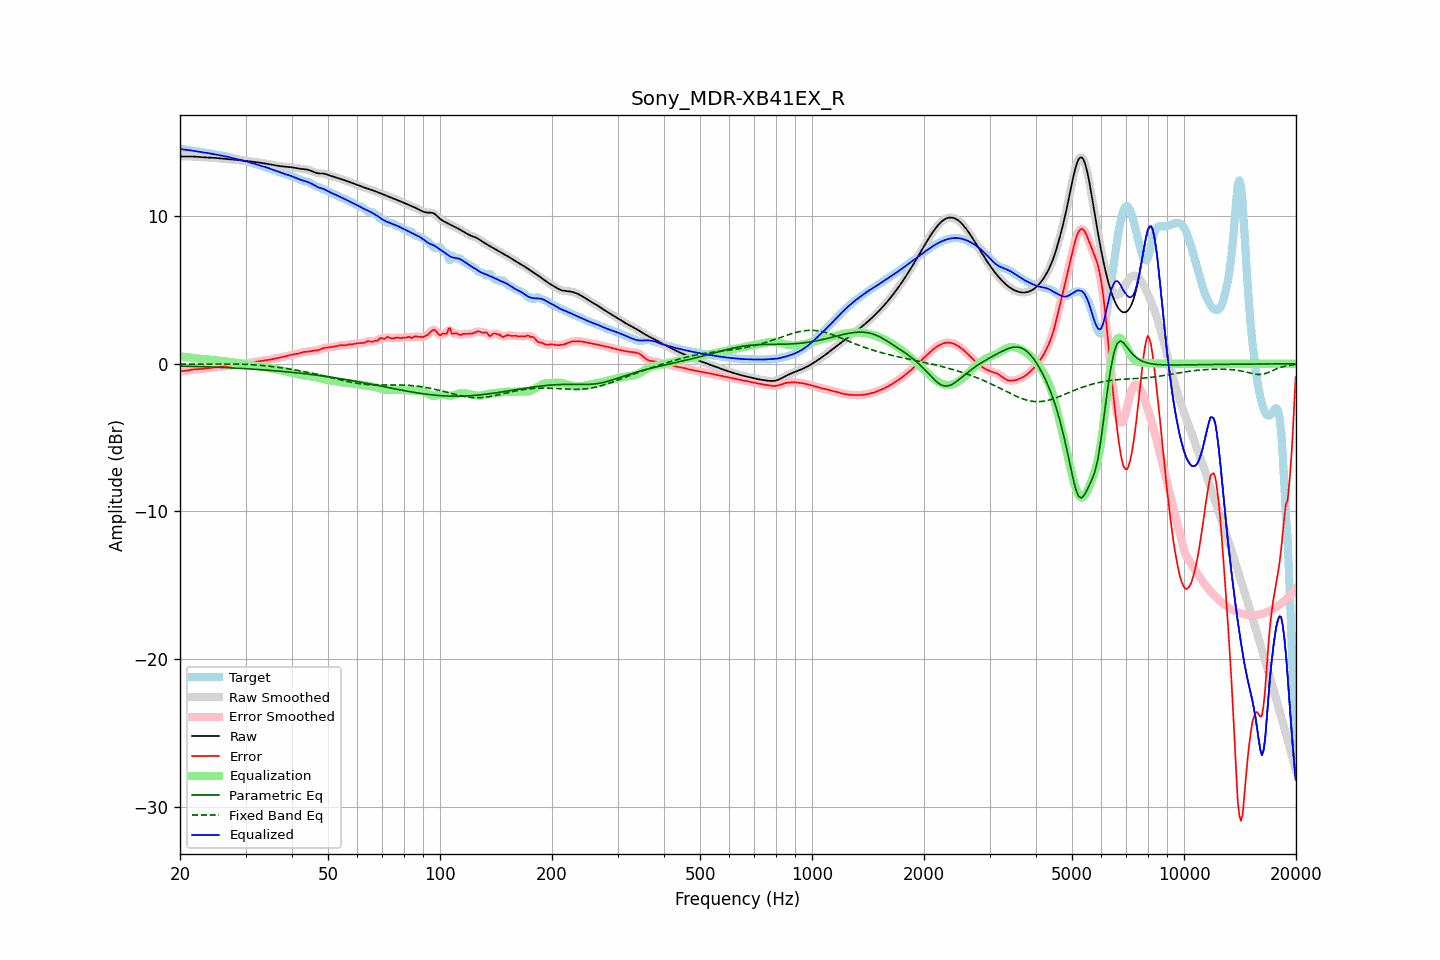 Sony_MDR-XB41EX_R
Amplitude (dBr)
10
0
−10
−20
−30
Target
Raw Smoothed
Error Smoothed
Raw
Error
Equalization
Parametric Eq
Fixed Band Eq
Equalized
20 50 100 200 500 1000 2000 5000 10000 20000
Frequency (Hz)